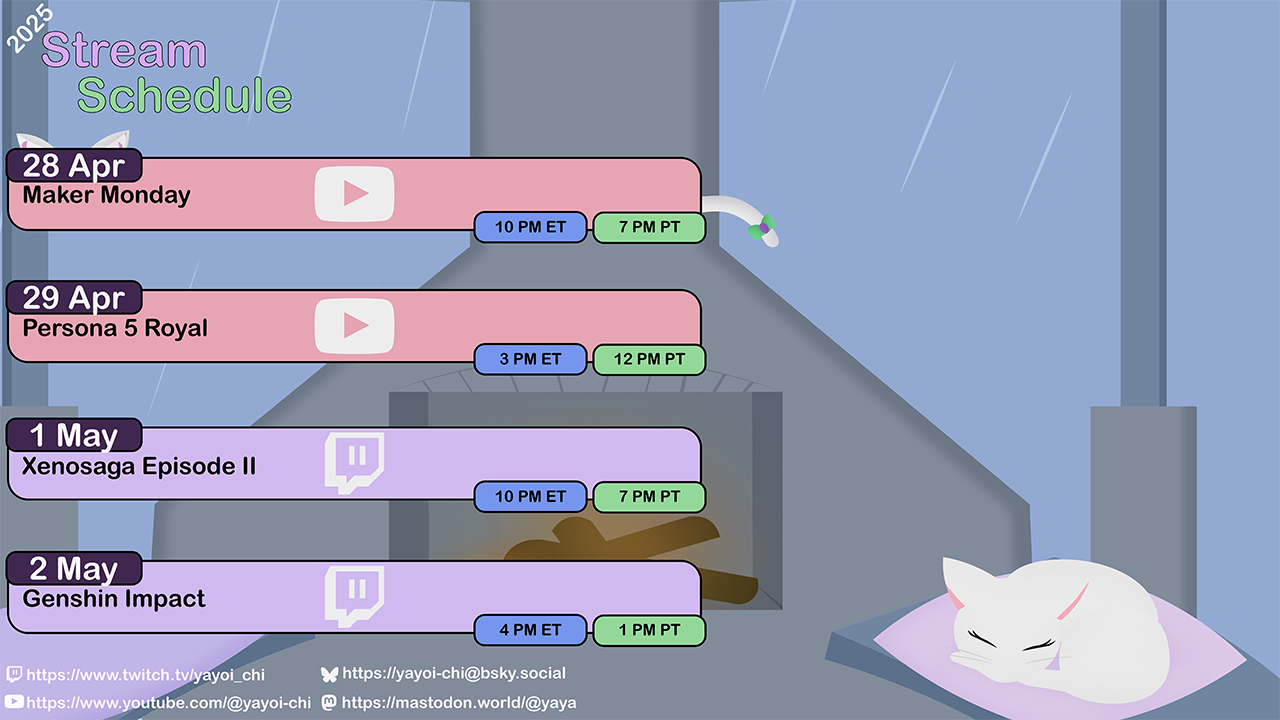 2025
Stream
Schedule
28 Apr
Maker Monday
10 PM ET
7 PM PT
29 Apr
Persona 5 Royal
3 PM ET
12 PM PT
1 May
Xenosaga Episode II
10 PM ET
7 PM PT
2 May
Genshin Impact
4 PM ET
1 PM PT
https://www.twitch.tv/yayoi_chi
https://yayoi-chi@bsky.social
https://www.youtube.com/@yayoi-chi
https://mastodon.world/@yaya